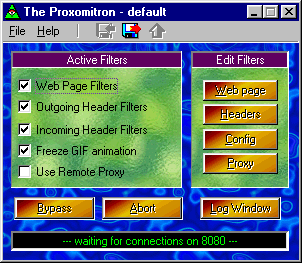 The Proxomitron - default
File Help
Active Filters
Web Page Filters
Outgoing Header Filters
Incoming Header Filters
Freeze GIF animation
Use Remote Proxy
Edit Filters
Web page
Headers
Config
Proxy
Bypass
Abort
Log Window
--- waiting for connections on 8080 ---